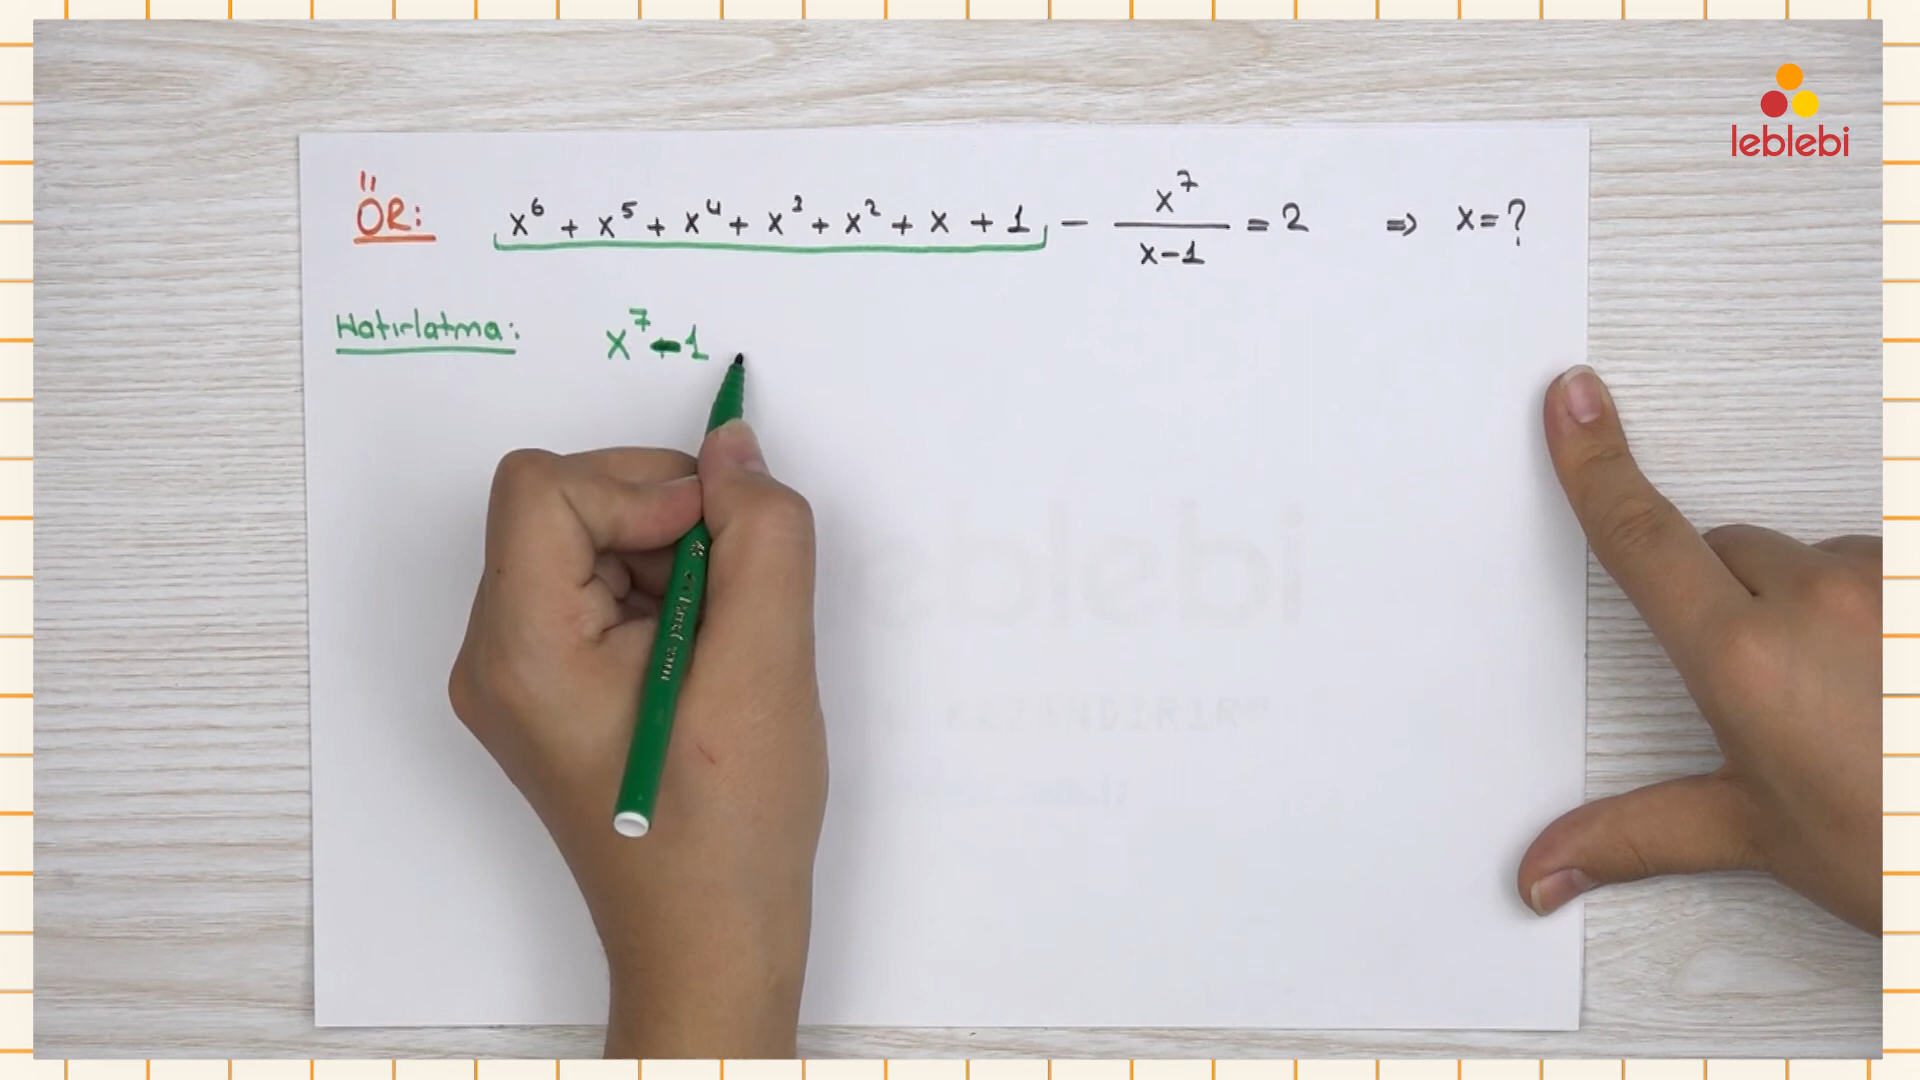 leblebi
ÖR: x⁶ + x⁵ + x⁴ + x³ + x² + x + 1 - x⁷/(x-1) = 2 ⇒ x = ?
Hatırlatma: x⁷ - 1